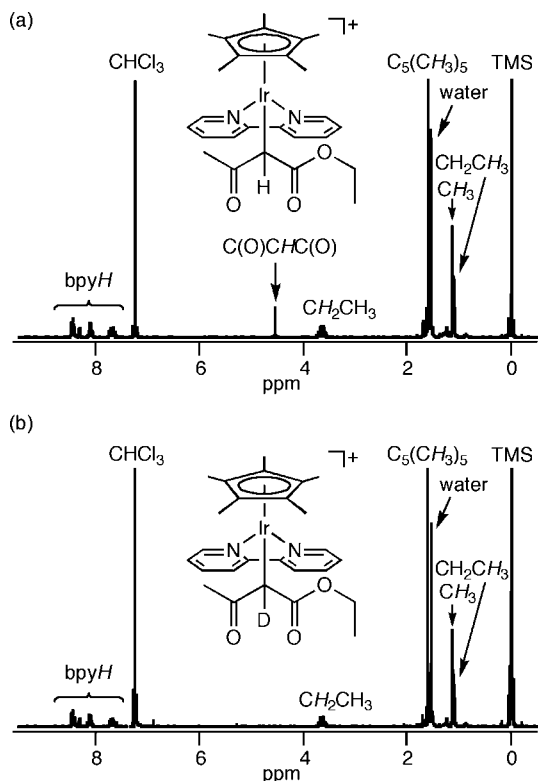 (a)
CHCl3
C5(CH3)5
TMS
water
CH2CH3
CH3
]+
Ir
N
N
O
H
O
O
C(O)CHC(O)
bpyH
CH2CH3
8
6
4
2
0
ppm
(b)
CHCl3
C5(CH3)5
TMS
water
CH2CH3
CH3
]+
Ir
N
N
O
D
O
O
bpyH
CH2CH3
8
6
4
2
0
ppm